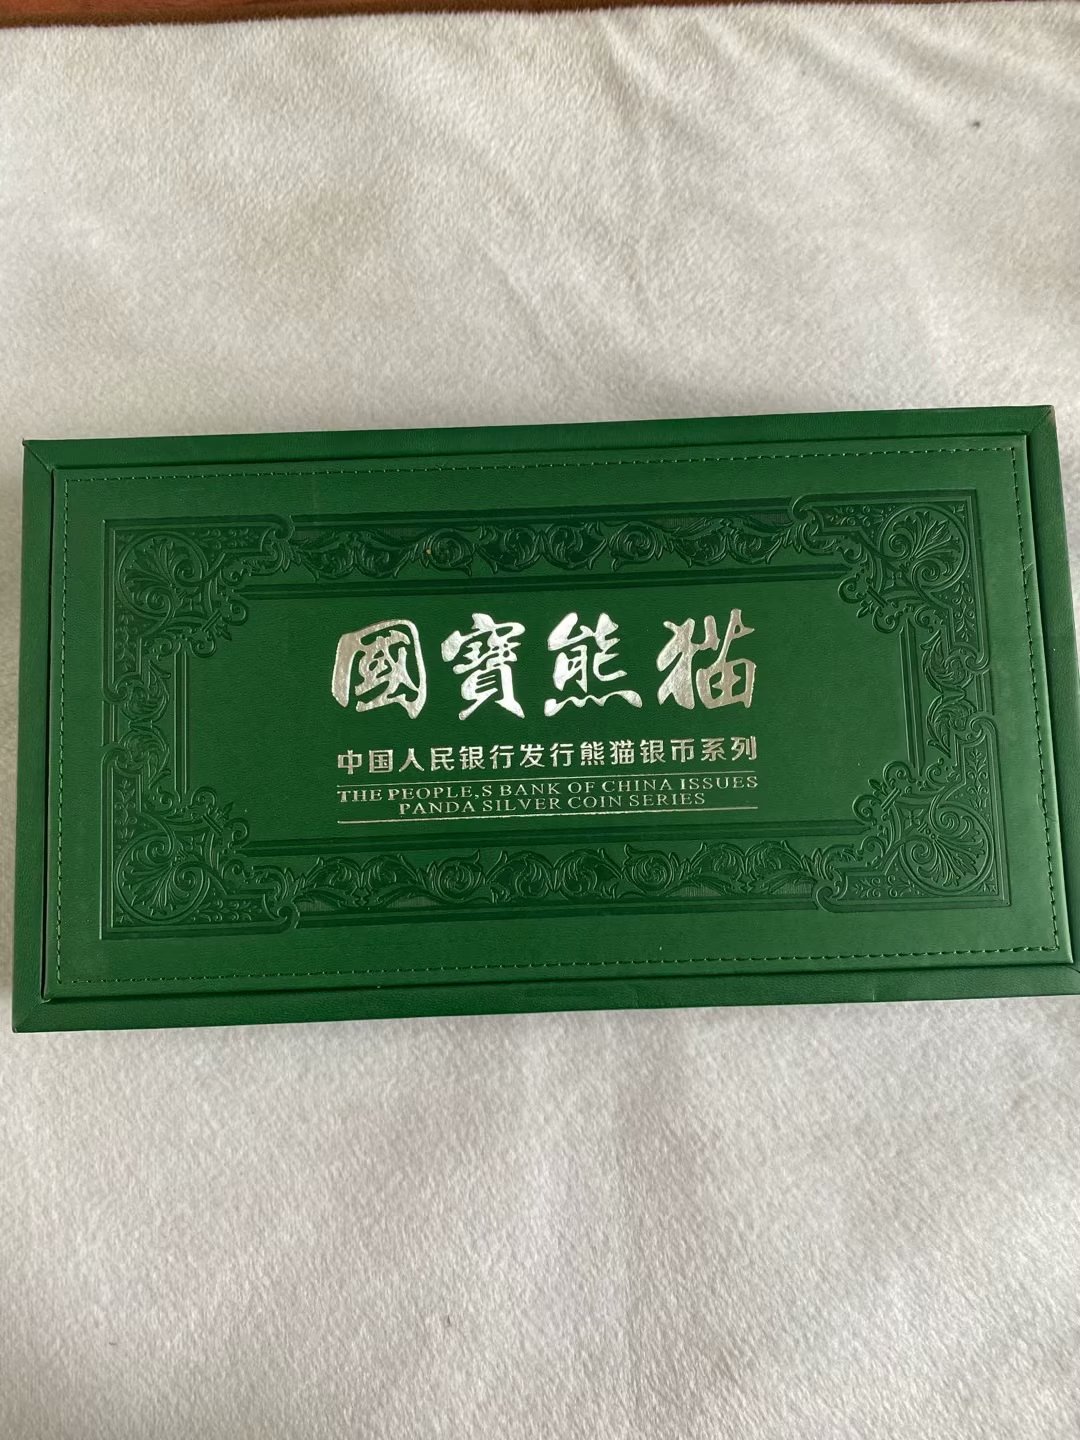 國寶熊猫
中国人民银行发行熊猫银币系列
THE PEOPLE,S BANK OF CHINA ISSUES
PANDA SILVER COIN SERIES